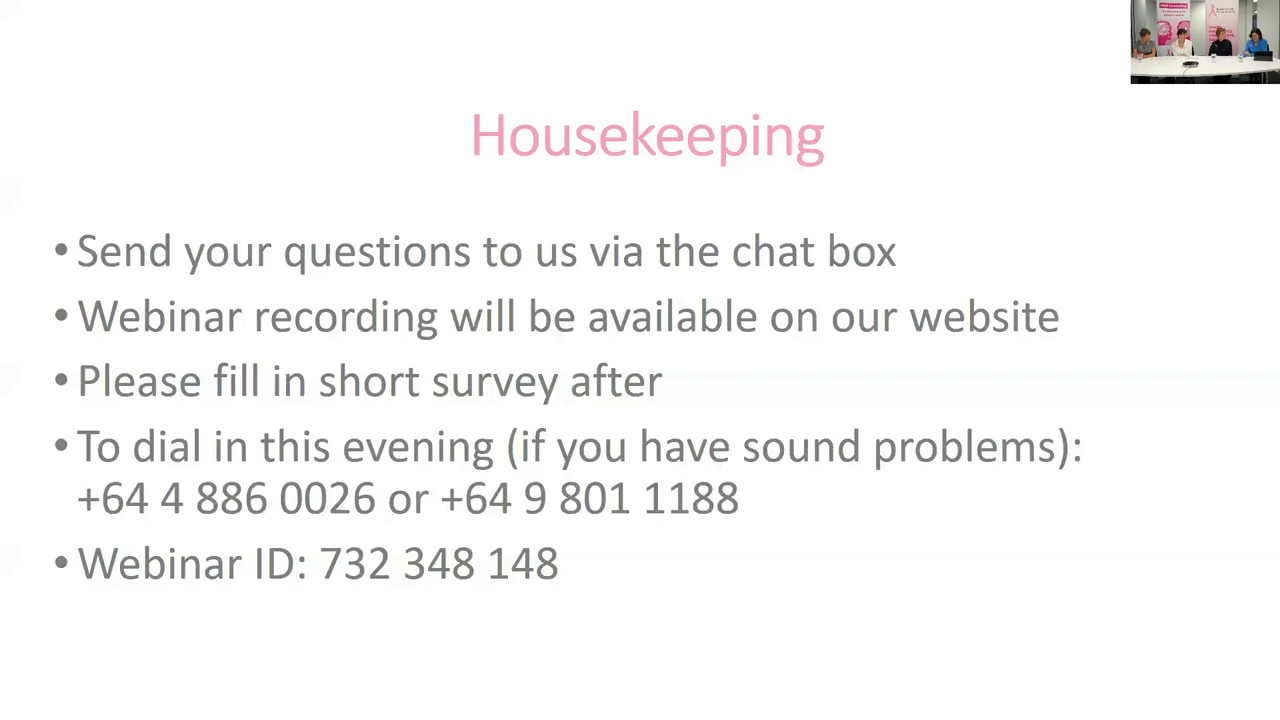 Housekeeping
• Send your questions to us via the chat box
• Webinar recording will be available on our website
• Please fill in short survey after
• To dial in this evening (if you have sound problems):
+64 4 886 0026 or +64 9 801 1188
• Webinar ID: 732 348 148